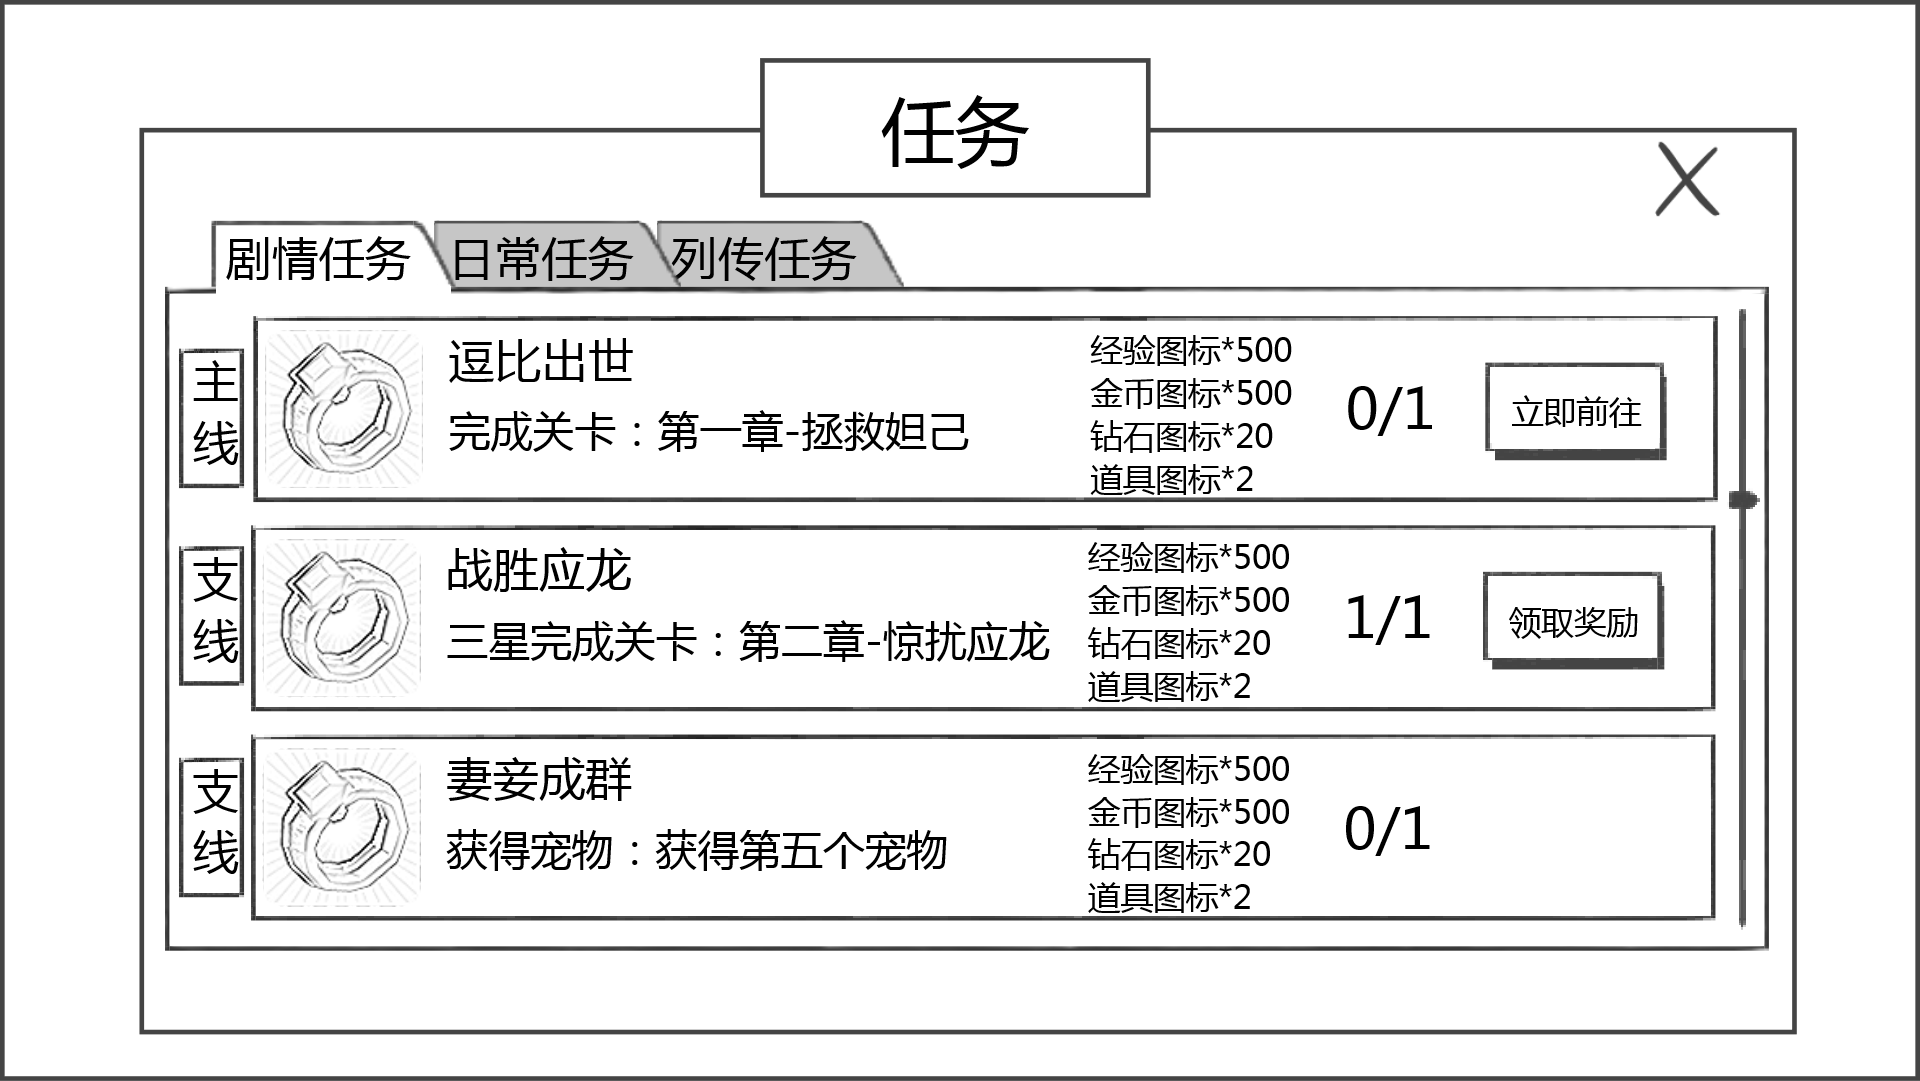 任务
剧情任务 日常任务 列传任务
主线
逗比出世
完成关卡：第一章-拯救妲己
经验图标*500
金币图标*500
钻石图标*20
道具图标*2
0/1
立即前往
支线
战胜应龙
三星完成关卡：第二章-惊扰应龙
经验图标*500
金币图标*500
钻石图标*20
道具图标*2
1/1
领取奖励
支线
妻妾成群
获得宠物：获得第五个宠物
经验图标*500
金币图标*500
钻石图标*20
道具图标*2
0/1